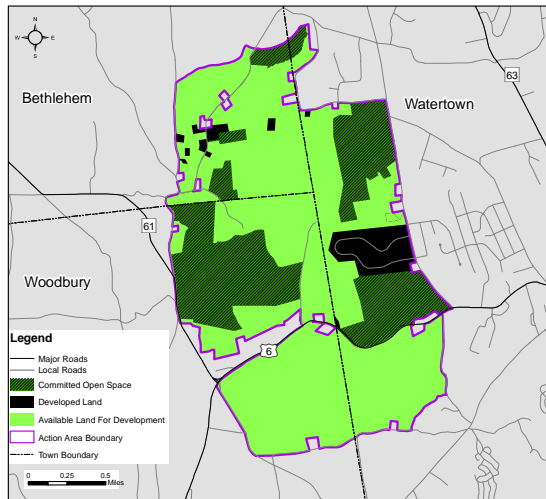 N
W E
S
63
Bethlehem
Watertown
61
Woodbury
6
Legend
Major Roads
Local Roads
Committed Open Space
Developed Land
Available Land For Development
Action Area Boundary
Town Boundary
0 0.25 0.5
Miles